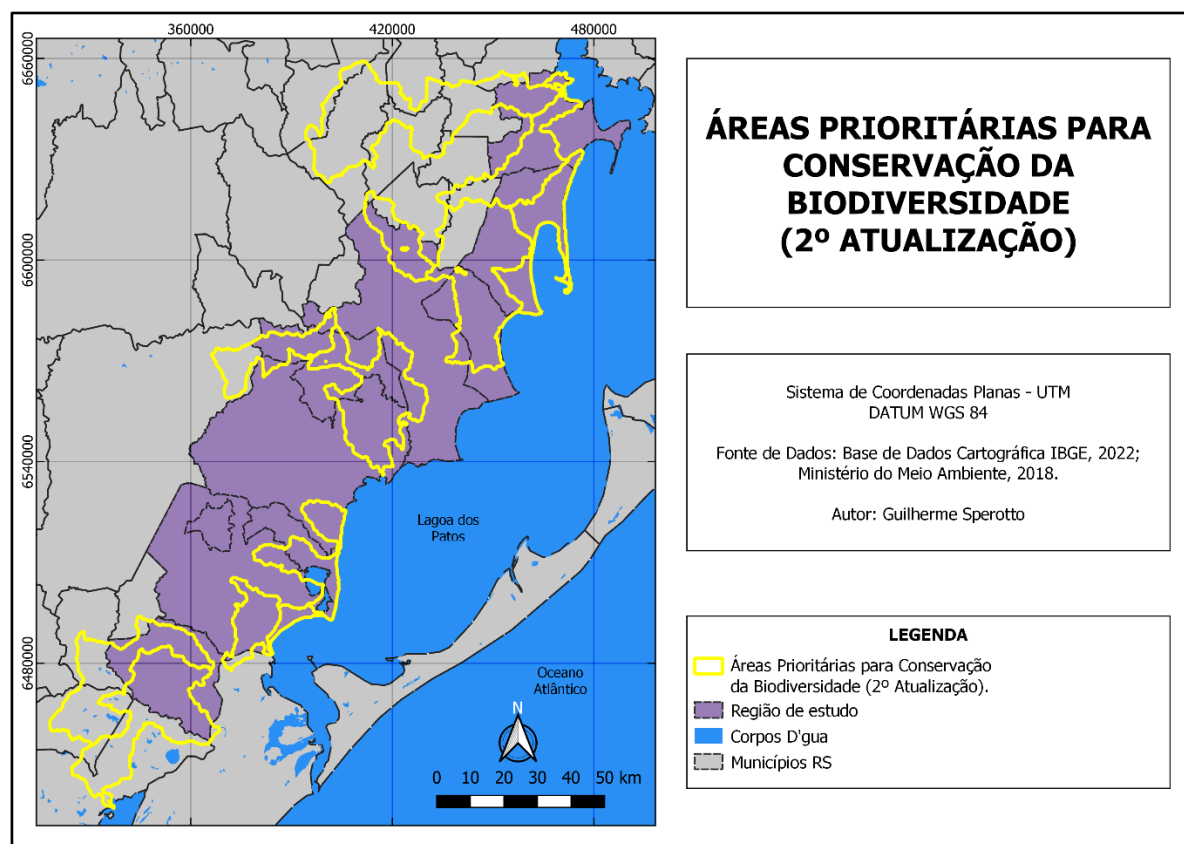 360000
420000
480000
6660000
6600000
6540000
6480000
Lagoa dos
Patos
Oceano
Atlântico
N
0 10 20 30 40 50 km
ÁREAS PRIORITÁRIAS PARA
CONSERVAÇÃO DA
BIODIVERSIDADE
(2º ATUALIZAÇÃO)
Sistema de Coordenadas Planas - UTM
DATUM WGS 84
Fonte de Dados: Base de Dados Cartográfica IBGE, 2022;
Ministério do Meio Ambiente, 2018.
Autor: Guilherme Sperotto
LEGENDA
Áreas Prioritárias para Conservação
da Biodiversidade (2º Atualização).
Região de estudo
Corpos D'gua
Municípios RS